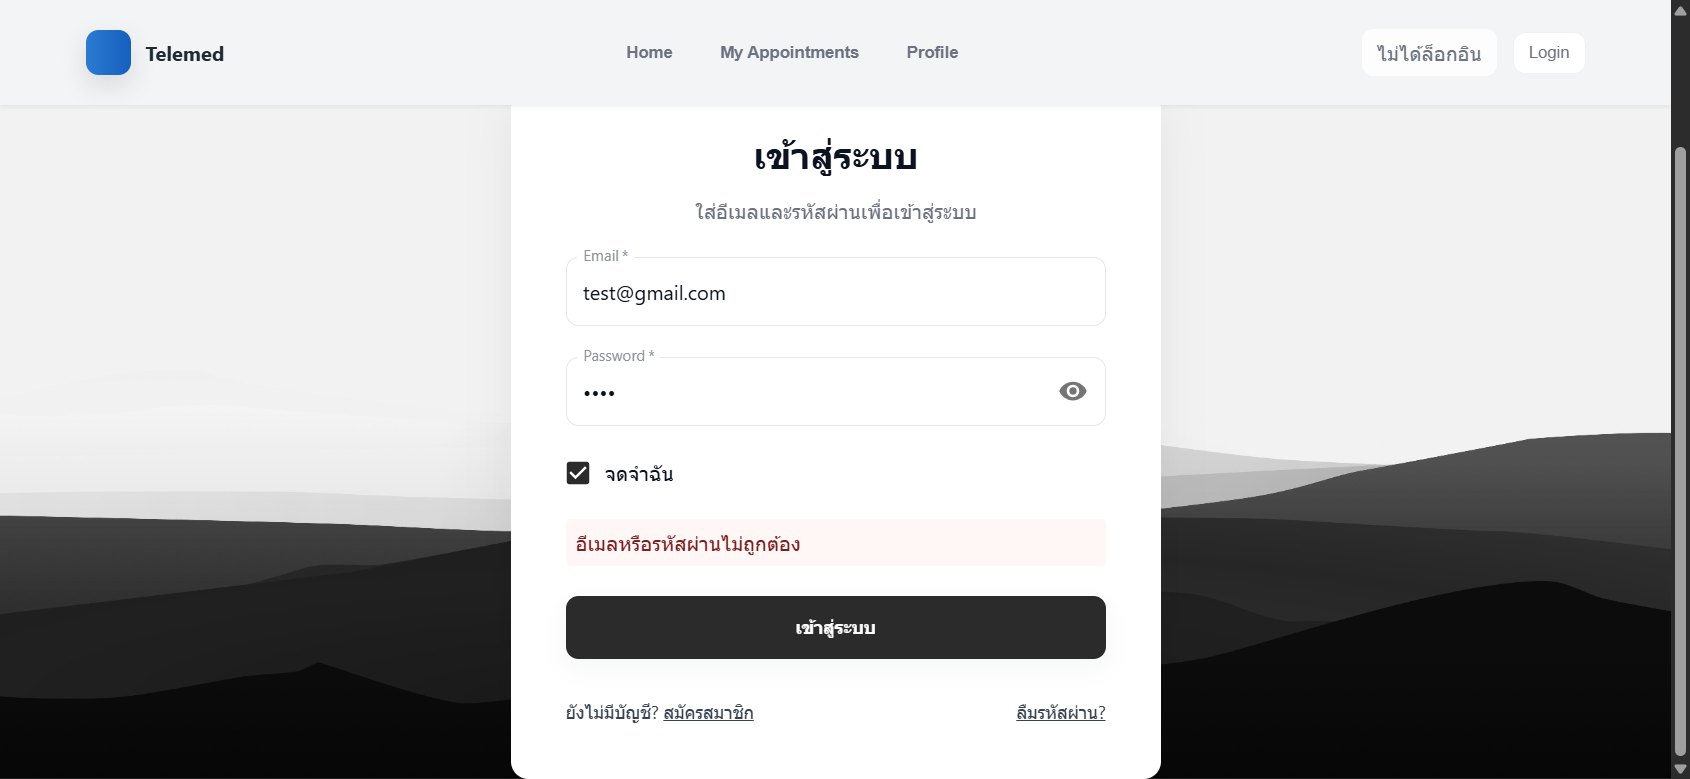 Telemed
Home
My Appointments
Profile
ไม่ได้ล็อกอิน
Login
เข้าสู่ระบบ
ใส่อีเมลและรหัสผ่านเพื่อเข้าสู่ระบบ
Email *
test@gmail.com
Password *
••••
จดจำฉัน
อีเมลหรือรหัสผ่านไม่ถูกต้อง
เข้าสู่ระบบ
ยังไม่มีบัญชี? สมัครสมาชิก
ลืมรหัสผ่าน?